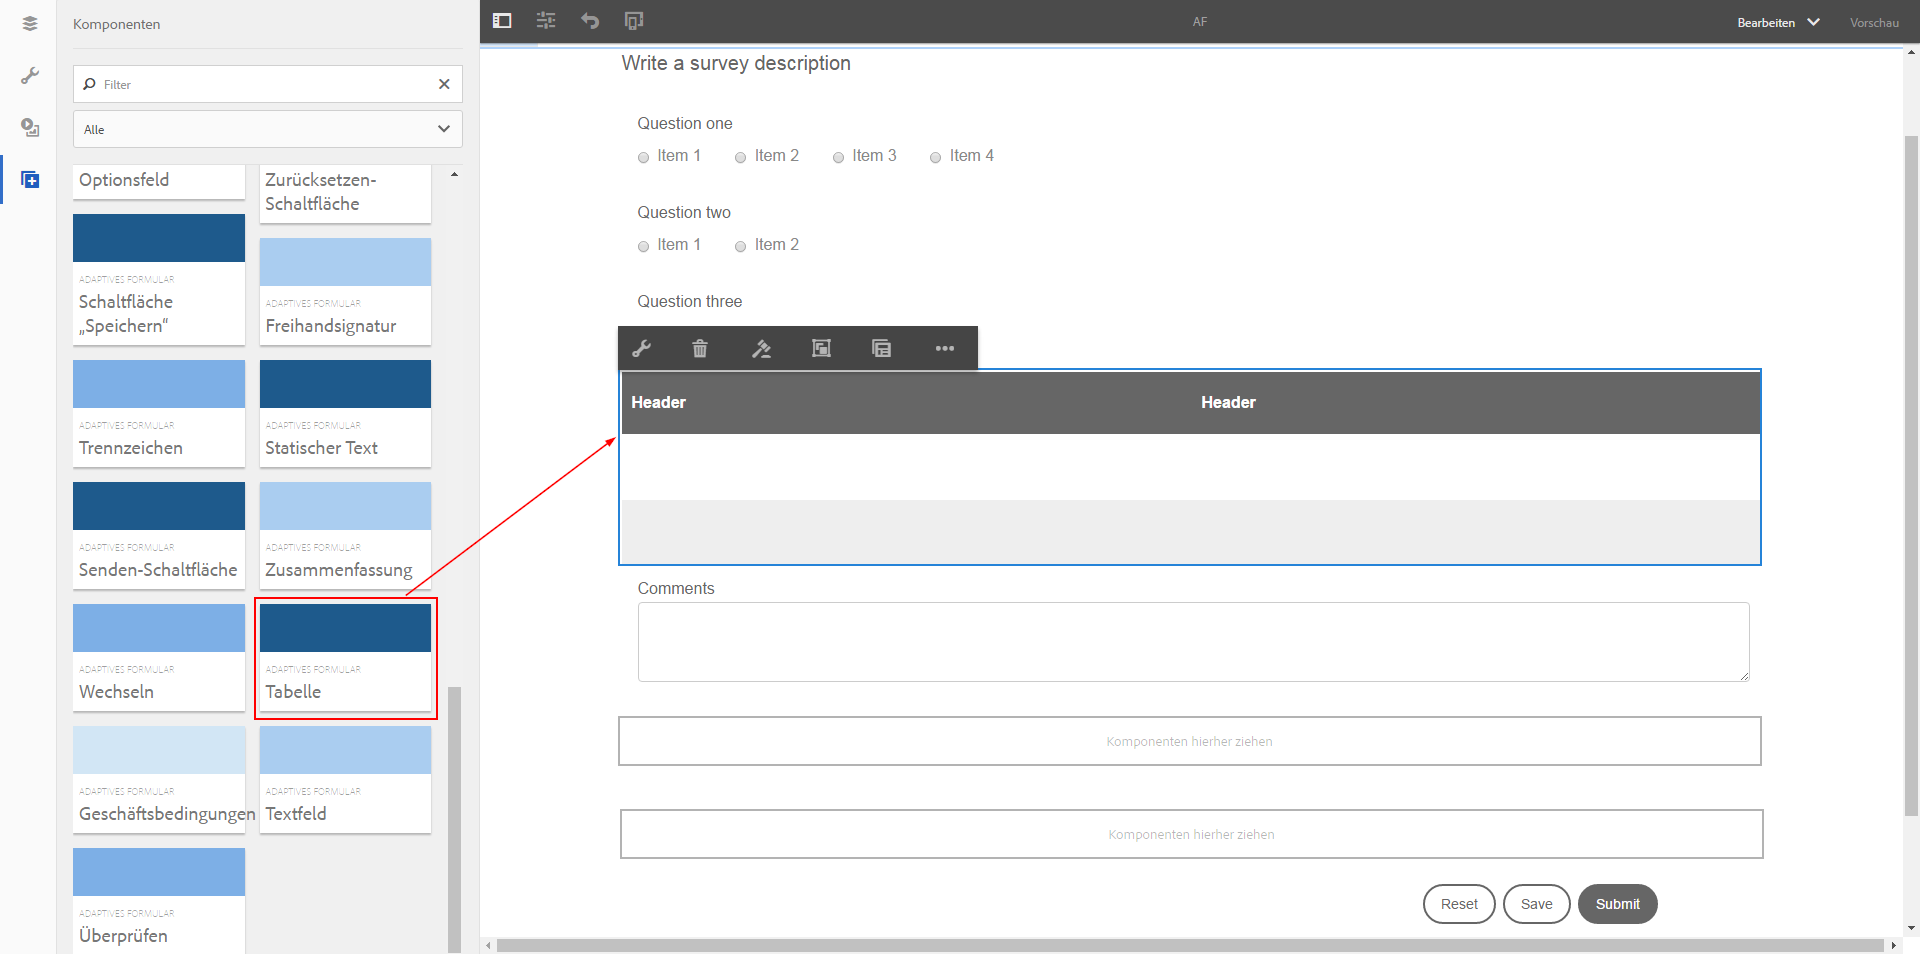 Komponenten
Filter
Alle
Optionsfeld
Zurücksetzen-
Schaltfläche
ADAPTIVES FORMULAR
Schaltfläche
„Speichern“
ADAPTIVES FORMULAR
Freihandsignatur
ADAPTIVES FORMULAR
Trennzeichen
ADAPTIVES FORMULAR
Statischer Text
ADAPTIVES FORMULAR
Senden-Schaltfläche
ADAPTIVES FORMULAR
Zusammenfassung
ADAPTIVES FORMULAR
Wechseln
ADAPTIVES FORMULAR
Tabelle
ADAPTIVES FORMULAR
Geschäftsbedingungen
ADAPTIVES FORMULAR
Textfeld
ADAPTIVES FORMULAR
Überprüfen
AF
Bearbeiten
Vorschau
Write a survey description
Question one
Item 1 Item 2 Item 3 Item 4
Question two
Item 1 Item 2
Question three
Header Header
Comments
Komponenten hierher ziehen
Komponenten hierher ziehen
Reset Save Submit